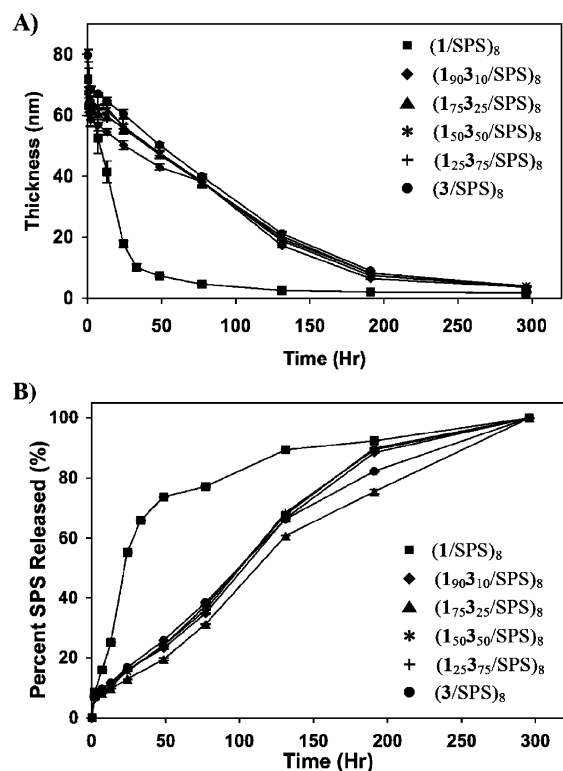 A)
80
60
40
20
0
Thickness (nm)
0 50 100 150 200 250 300
Time (Hr)
(1/SPS)₈
(1₉₀3₁₀/SPS)₈
(1₇₅3₂₅/SPS)₈
(1₅₀3₅₀/SPS)₈
(1₂₅3₇₅/SPS)₈
(3/SPS)₈
B)
100
80
60
40
20
0
Percent SPS Released (%)
0 50 100 150 200 250 300
Time (Hr)
(1/SPS)₈
(1₉₀3₁₀/SPS)₈
(1₇₅3₂₅/SPS)₈
(1₅₀3₅₀/SPS)₈
(1₂₅3₇₅/SPS)₈
(3/SPS)₈